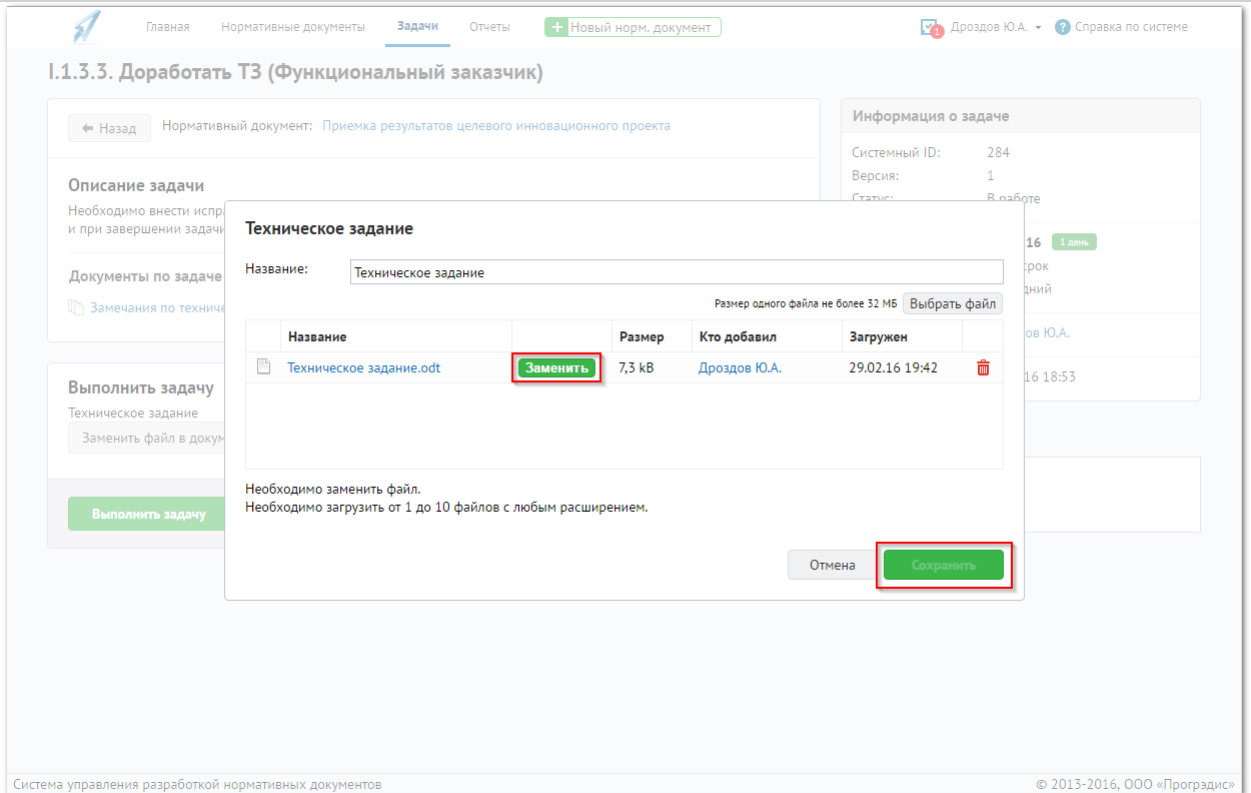 Главная Нормативные документы Задачи Отчеты + Новый норм. документ 1 Дроздов Ю.А. ? Справка по системе
I.1.3.3. Доработать ТЗ (Функциональный заказчик)
Назад Нормативный документ: Приемка результатов целевого инновационного проекта
Информация о задаче
Системный ID: 284
Версия: 1
Статус: В работе
Описание задачи
Необходимо внести испра
и при завершении задачи
16 1 день
срок
дний
Документы по задаче
Замечания по техниче
ов Ю.А.
16 18:53
Выполнить задачу
Техническое задание
Заменить файл в докум
Выполнить задачу
Техническое задание
Название: Техническое задание
Размер одного файла не более 32 МБ Выбрать файл
Название Размер Кто добавил Загружен
Техническое задание.odt Заменить 7,3 kB Дроздов Ю.А. 29.02.16 19:42
Необходимо заменить файл.
Необходимо загрузить от 1 до 10 файлов с любым расширением.
Отмена Сохранить
Система управления разработкой нормативных документов © 2013-2016, ООО «Прогрэдис»